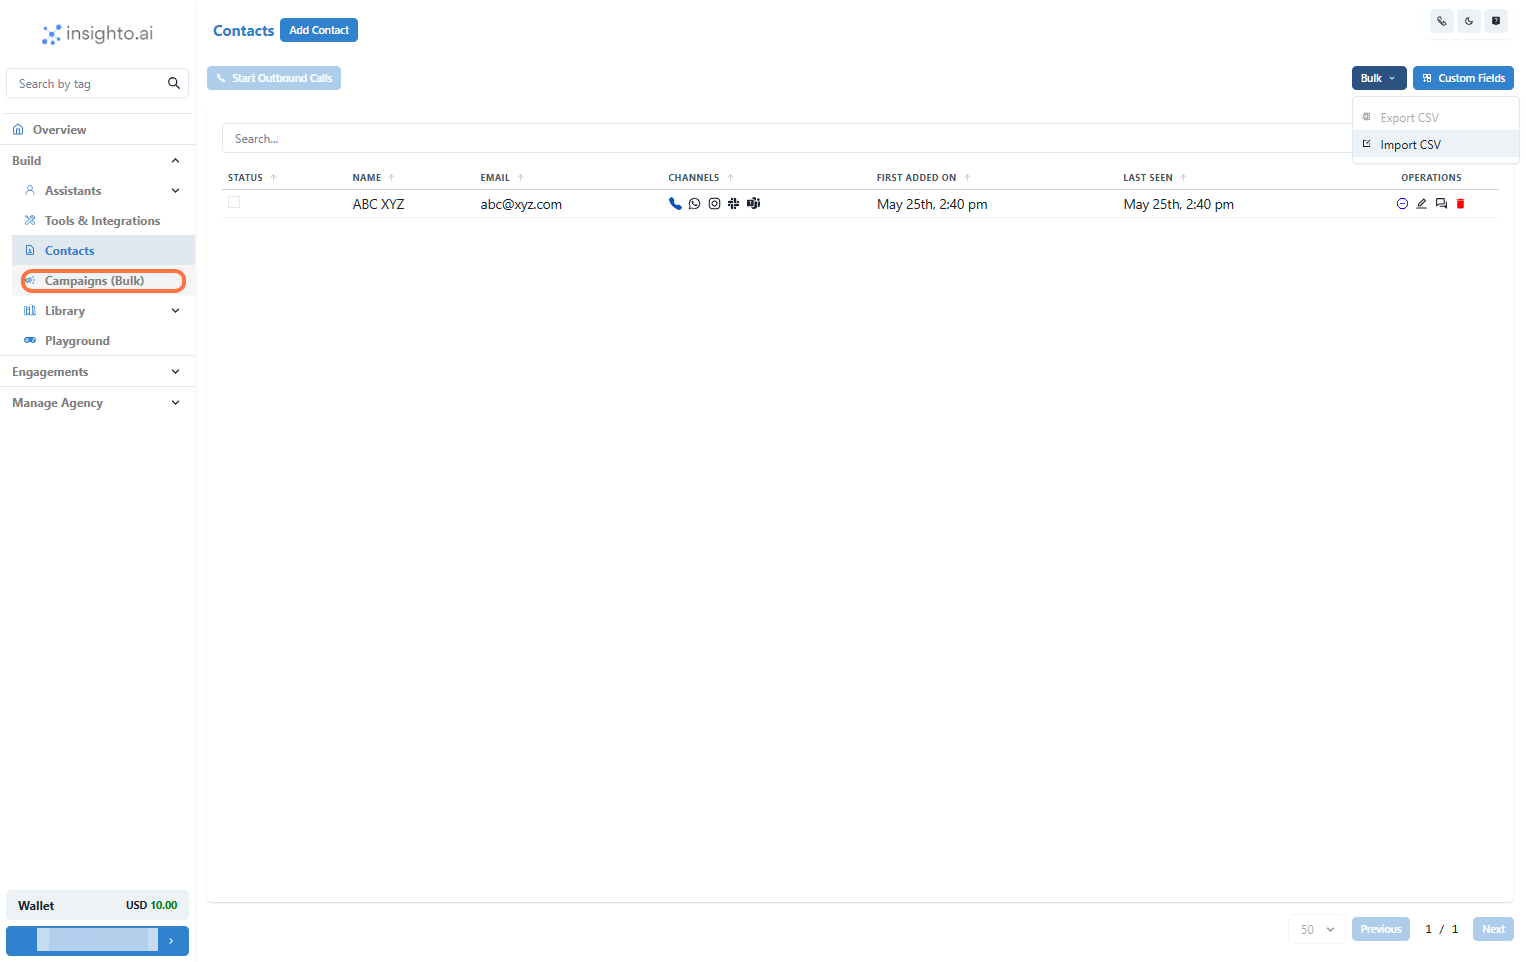 insighto.ai
Contacts
Add Contact
Search by tag
Start Outbound Calls
Bulk
Custom Fields
Export CSV
Import CSV
Overview
Search...
Build
STATUS NAME EMAIL CHANNELS FIRST ADDED ON LAST SEEN OPERATIONS
Assistants
ABC XYZ abc@xyz.com May 25th, 2:40 pm May 25th, 2:40 pm
Tools & Integrations
Contacts
Campaigns (Bulk)
Library
Playground
Engagements
Manage Agency
Wallet USD 10.00
50 Previous 1 / 1 Next